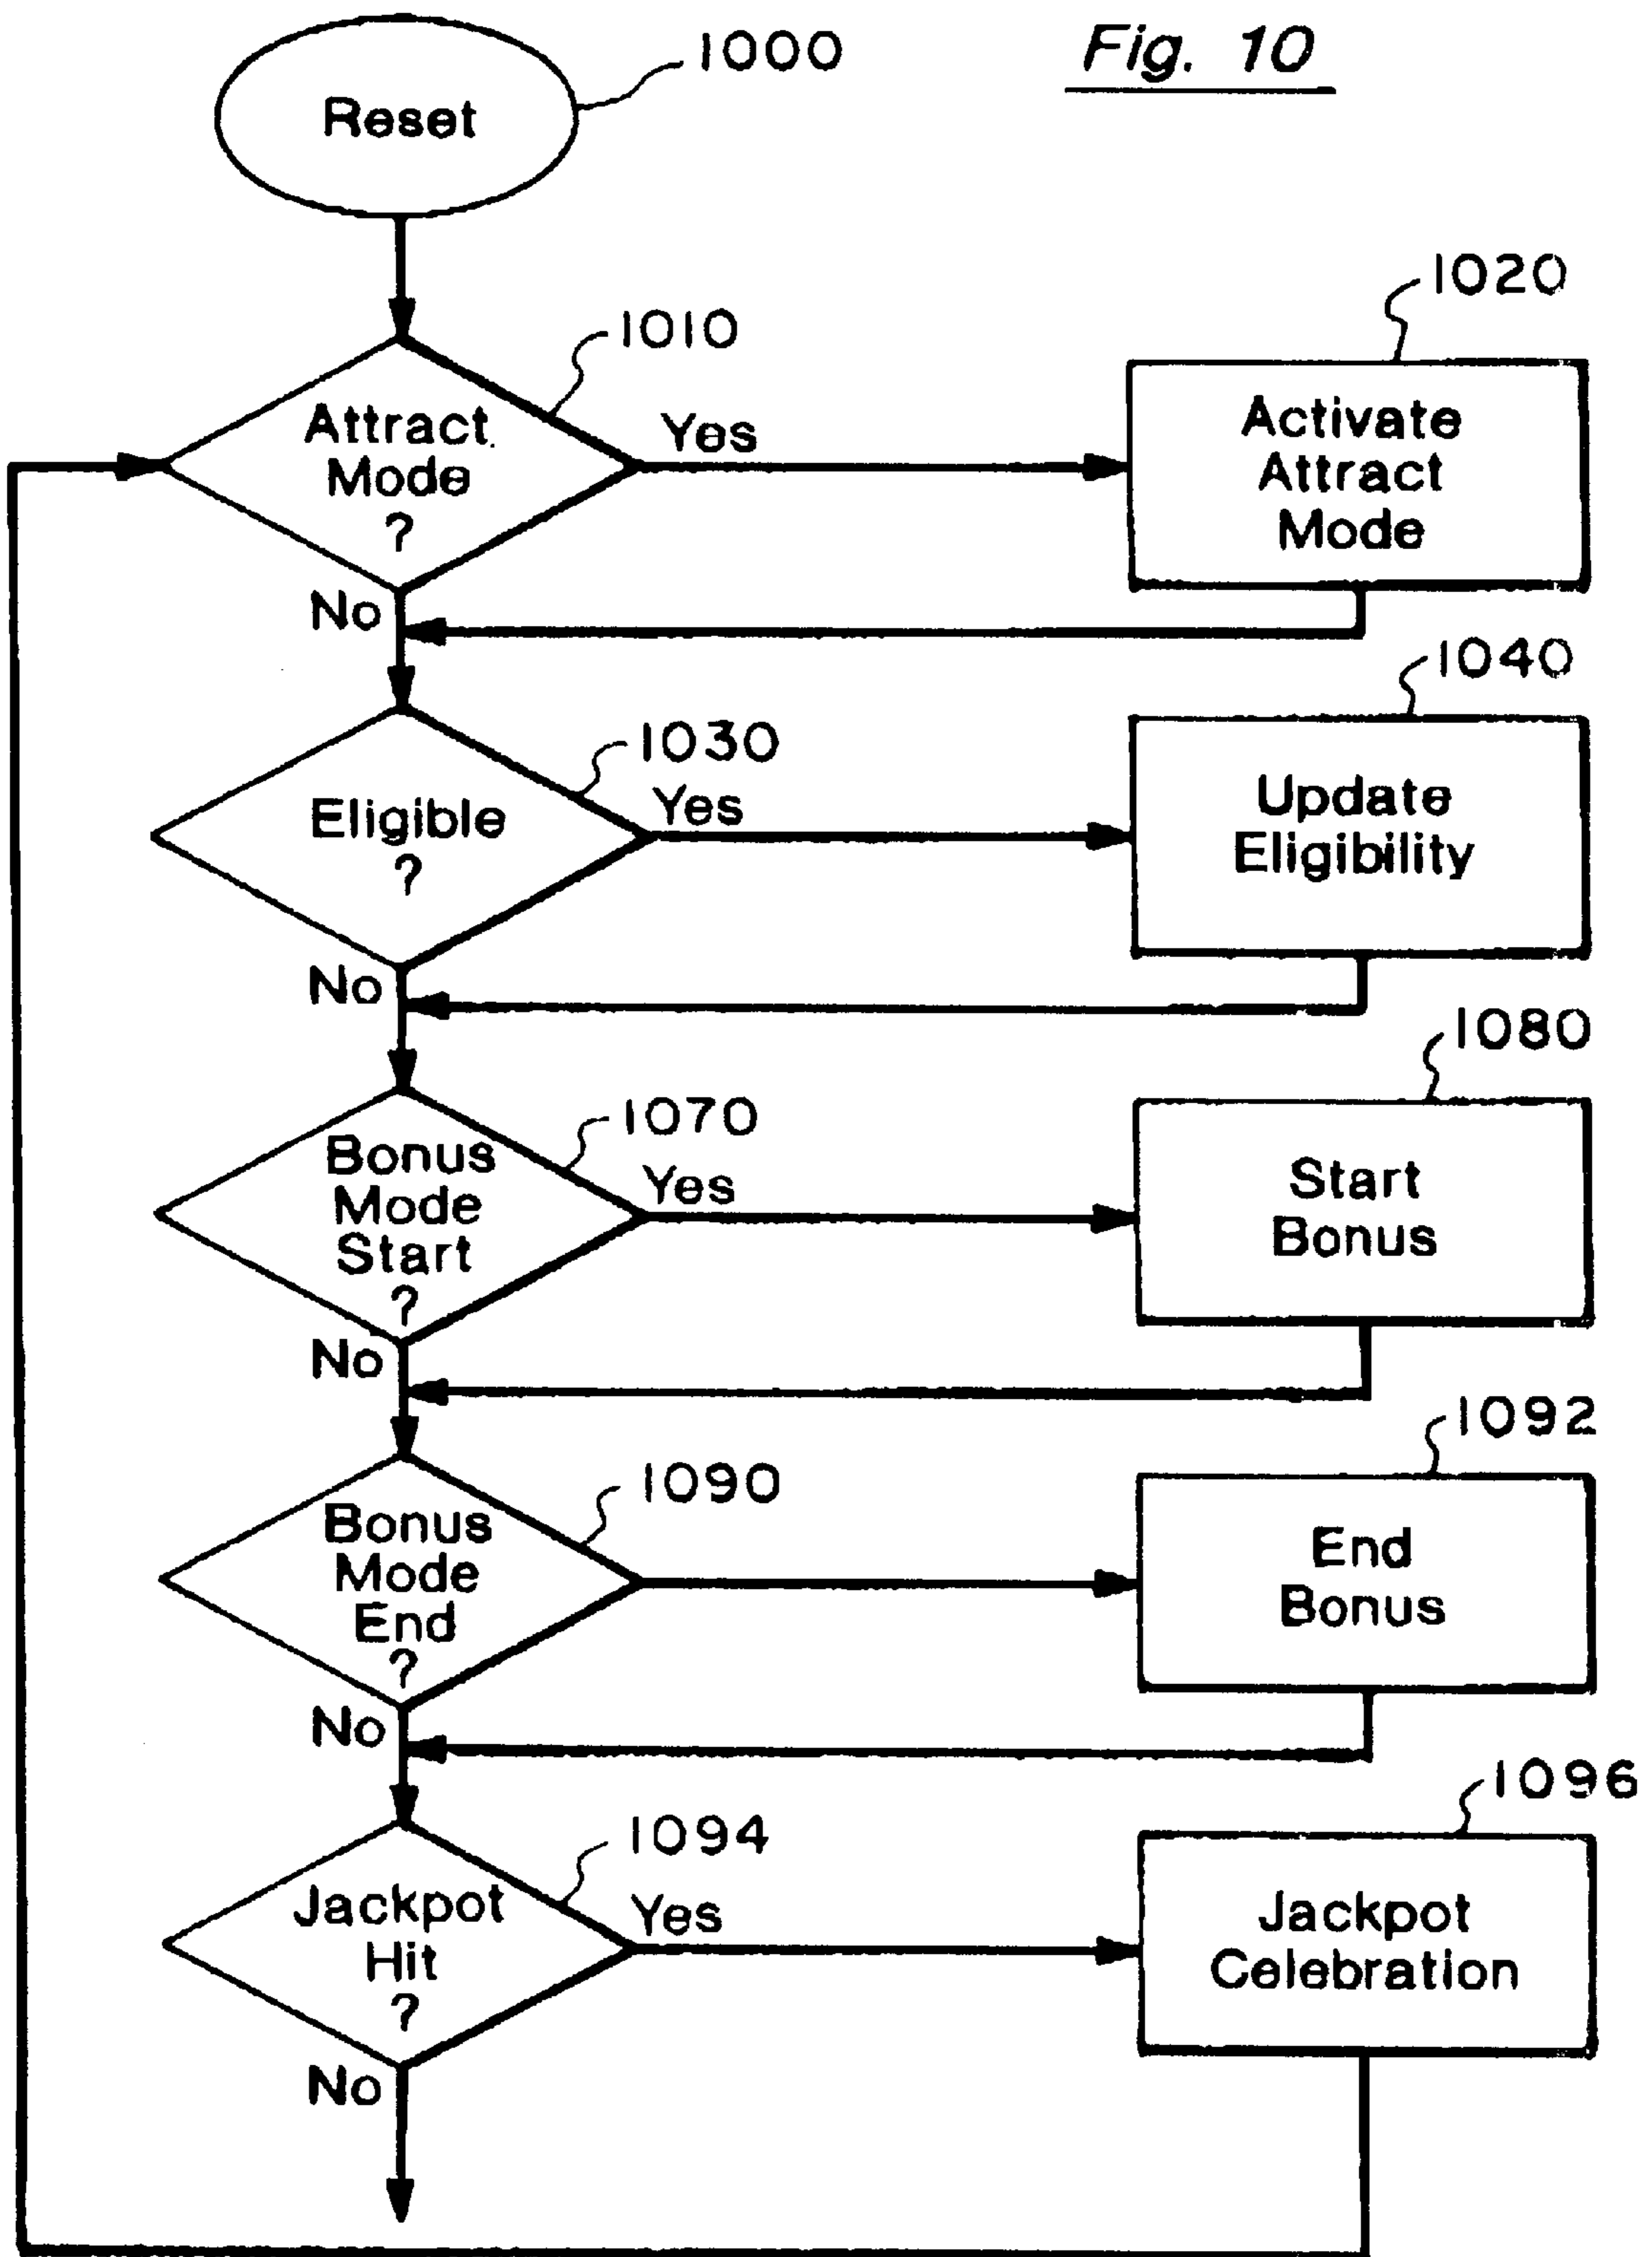 Fig. 10
1000
Reset
1010
Attract
Mode
?
Yes
No
1020
Activate
Attract
Mode
1030
Eligible
?
Yes
No
1040
Update
Eligibility
1070
Bonus
Mode
Start
?
Yes
No
1080
Start
Bonus
1090
Bonus
Mode
End
?
No
1092
End
Bonus
1094
Jackpot
Hit
?
Yes
No
1096
Jackpot
Celebration